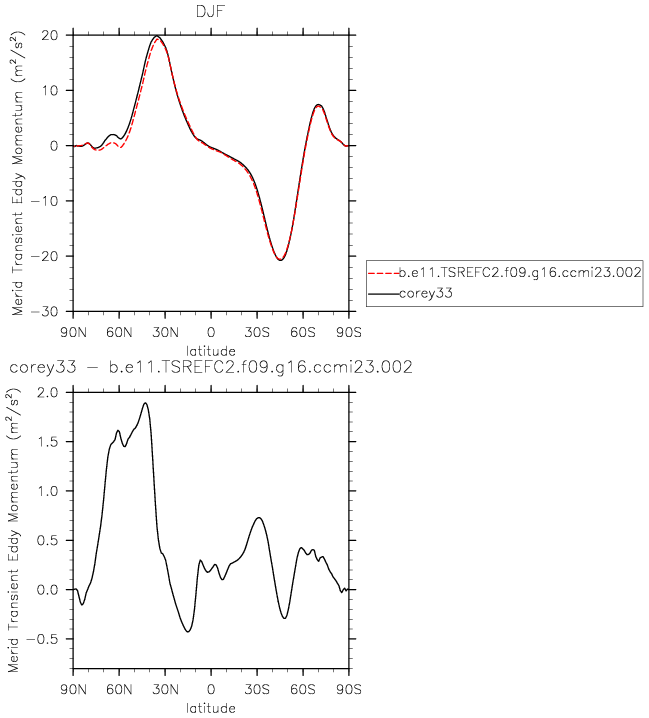 DJF
Merid Transient Eddy Momentum (m²/s²)
20
10
0
−10
−20
−30
90N 60N 30N 0 30S 60S 90S
latitude
b.e11.TSREFC2.f09.g16.ccmi23.002
corey33
corey33 − b.e11.TSREFC2.f09.g16.ccmi23.002
Merid Transient Eddy Momentum (m²/s²)
2.0
1.5
1.0
0.5
0.0
−0.5
90N 60N 30N 0 30S 60S 90S
latitude